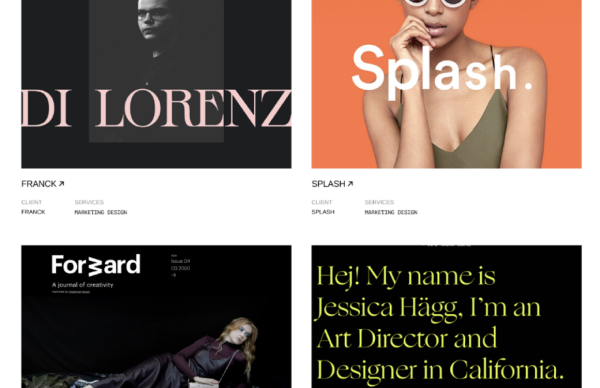 DI LORENZ
Splash.
FRANCK ↗
SPLASH ↗
CLIENT
SERVICES
CLIENT
SERVICES
FRANCK
MARKETING DESIGN
SPLASH
MARKETING DESIGN
Forward
Issue 04
03.2020
A journal of creativity
Hej! My name is
Jessica Hägg, I'm an
Art Director and
Designer in California.